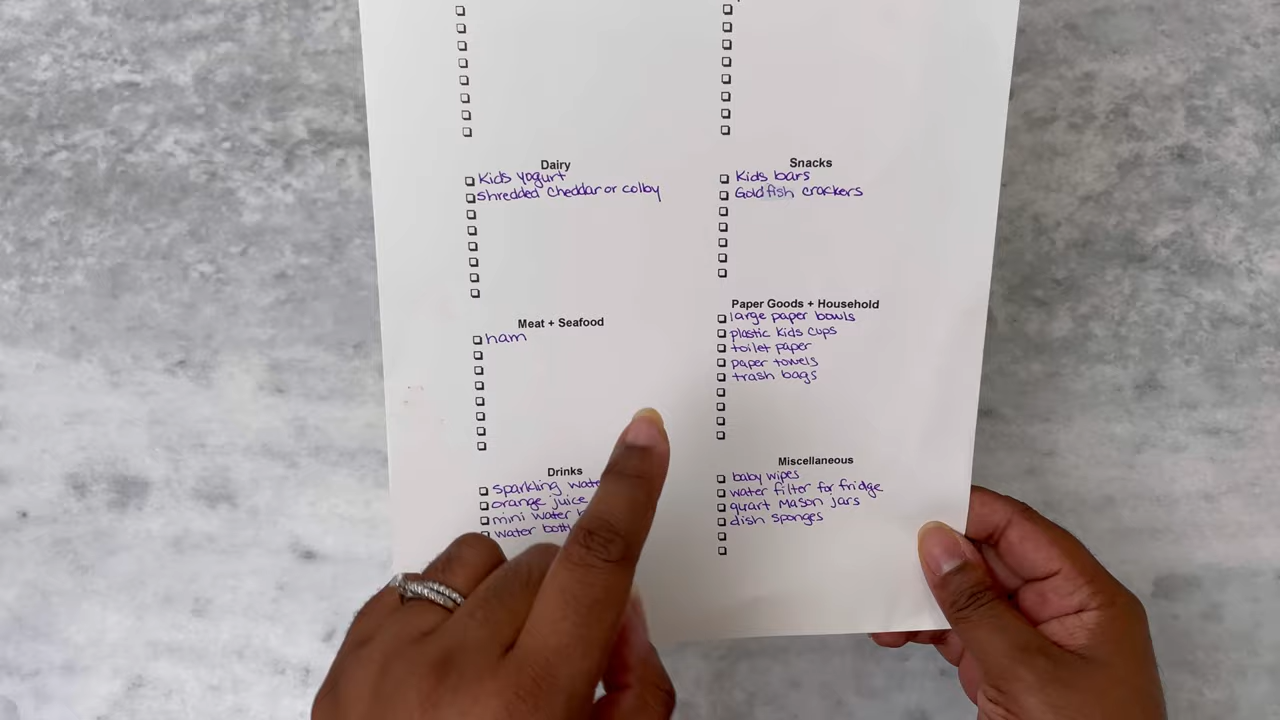 Dairy
Kids yogurt
shredded cheddar or colby
Meat + Seafood
ham
Drinks
sparkling
orange juice
mini water
water
Snacks
Kids bars
Goldfish crackers
Paper Goods + Household
large paper bowls
plastic kids cups
toilet paper
paper towels
trash bags
Miscellaneous
baby wipes
water filter for fridge
quart mason jars
dish sponges